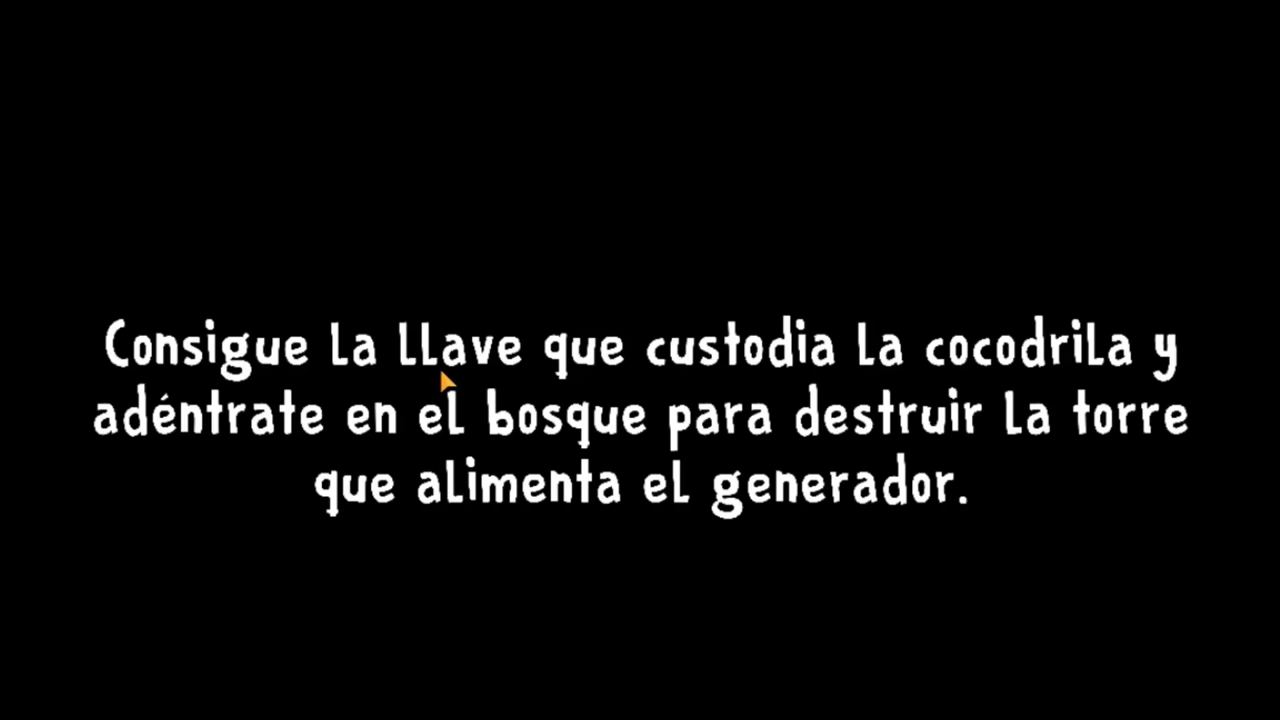 Consigue la llave que custodia la cocodrila y
adéntrate en el bosque para destruir la torre
que alimenta el generador.